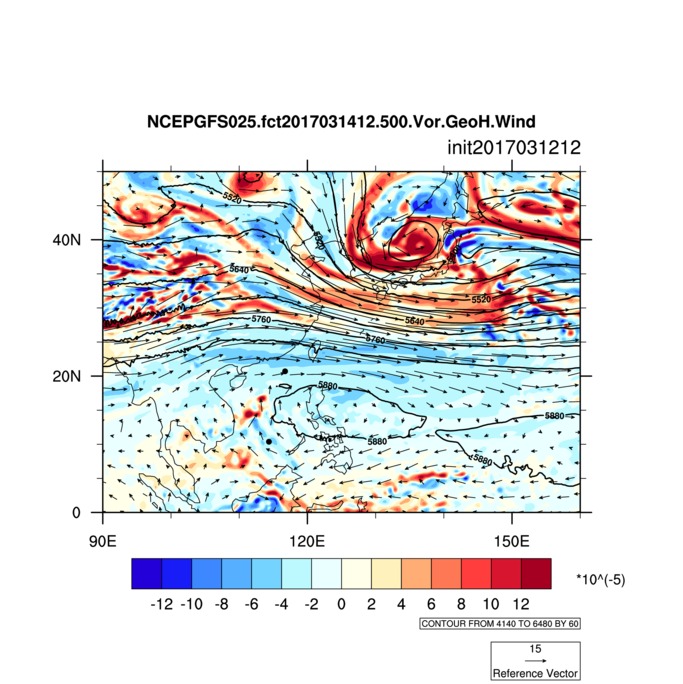 NCEPGFS025.fct2017031412.500.Vor.GeoH.Wind
init2017031212
5520
40N
5520
5640
5520
5640
5760
5760
20N
5880
5880
5880
5880
0
90E 120E 150E
-12 -10 -8 -6 -4 -2 0 2 4 6 8 10 12
*10^(-5)
CONTOUR FROM 4140 TO 6480 BY 60
15
Reference Vector